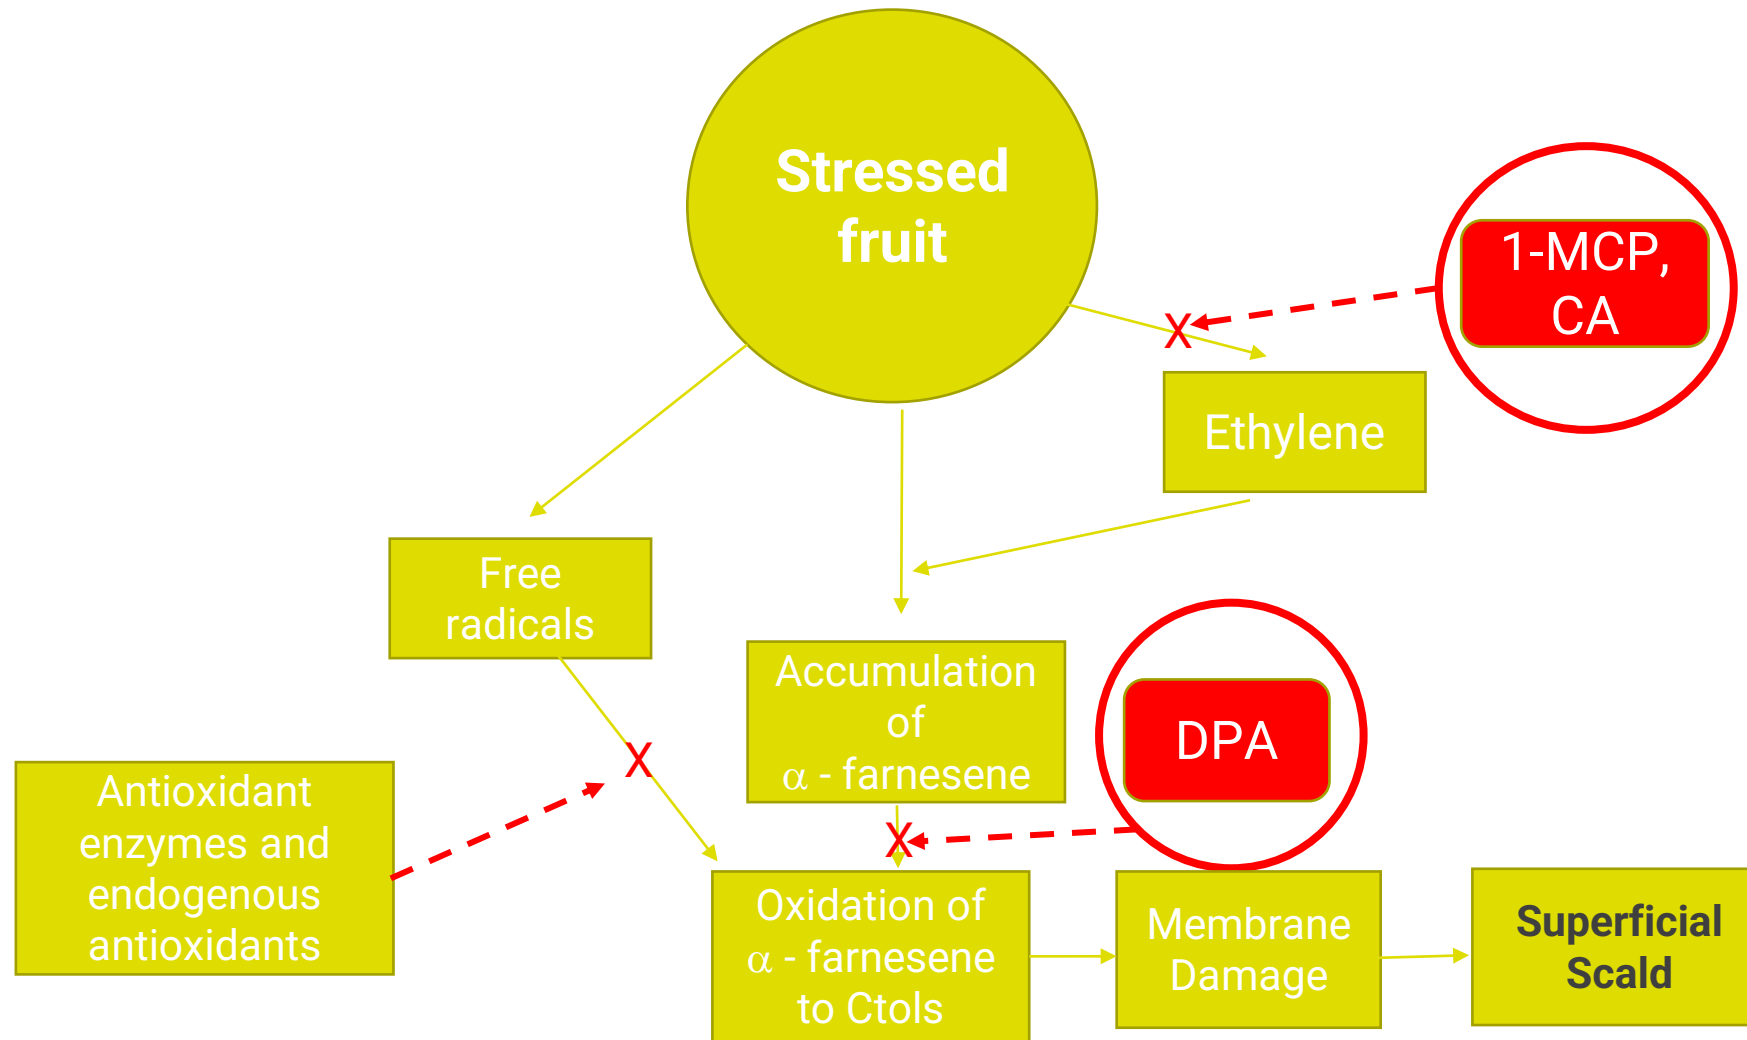 Stressed
fruit
1-MCP,
CA
X
Ethylene
Free
radicals
Accumulation
of
α - farnesene
DPA
X
Antioxidant
enzymes and
endogenous
antioxidants
X
Oxidation of
α - farnesene
to Ctols
Membrane
Damage
Superficial
Scald